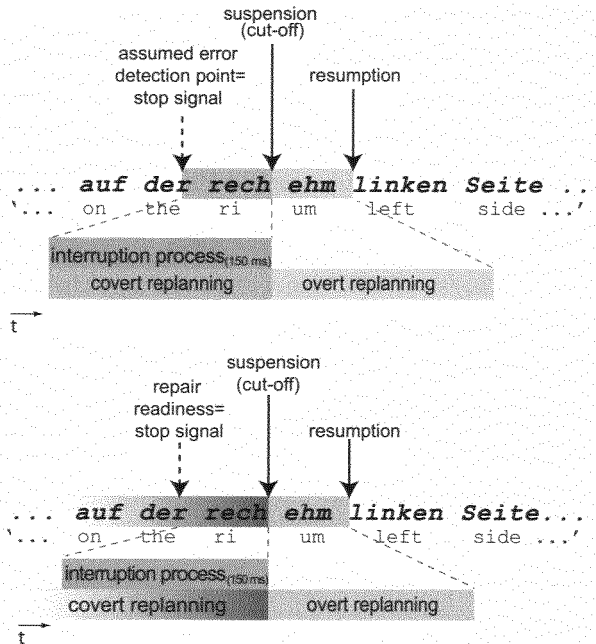 suspension
(cut-off)
assumed error
detection point=
stop signal
resumption
... auf der rech ehm linken Seite ..
'... on the ri um left side ...'
interruption process(150 ms)
covert replanning overt replanning
t
suspension
(cut-off)
repair
readiness=
stop signal
resumption
... auf der rech ehm linken Seite...
'... on the ri um left side ...'
interruption process(150 ms)
covert replanning overt replanning
t